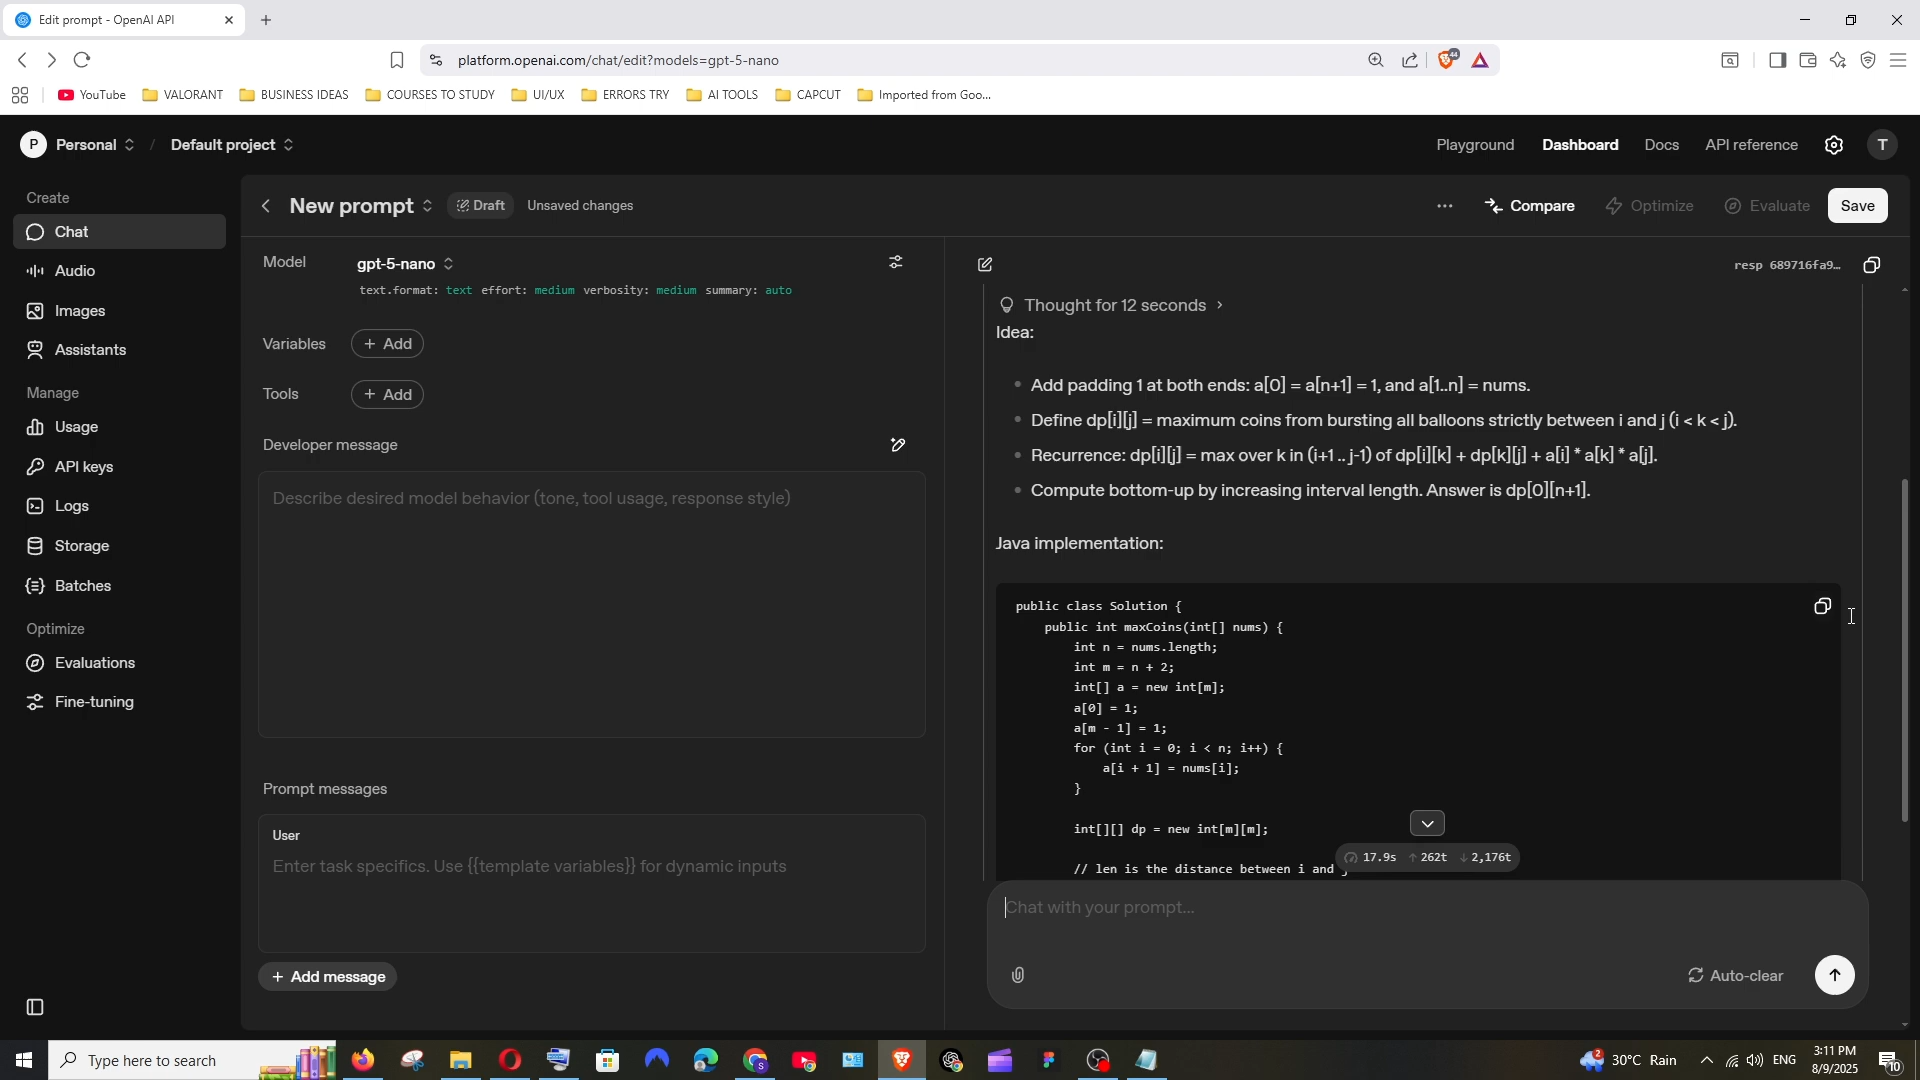 Edit prompt - OpenAI API
platform.openai.com/chat/edit?models=gpt-5-nano
44
YouTube VALORANT BUSINESS IDEAS COURSES TO STUDY UI/UX ERRORS TRY AI TOOLS CAPCUT Imported from Goo...
P Personal / Default project
Playground Dashboard Docs API reference T
Create
Chat
Audio
Images
Assistants
Manage
Usage
API keys
Logs
Storage
Batches
Optimize
Evaluations
Fine-tuning
New prompt Draft Unsaved changes
Compare Optimize Evaluate Save
Model gpt-5-nano
text.format: text effort: medium verbosity: medium summary: auto
Variables + Add
Tools + Add
Developer message
Describe desired model behavior (tone, tool usage, response style)
Prompt messages
User
Enter task specifics. Use {{template variables}} for dynamic inputs
+ Add message
resp 689716fa9…
Thought for 12 seconds >
Idea:
• Add padding 1 at both ends: a[0] = a[n+1] = 1, and a[1..n] = nums.
• Define dp[i][j] = maximum coins from bursting all balloons strictly between i and j (i < k < j).
• Recurrence: dp[i][j] = max over k in (i+1 .. j-1) of dp[i][k] + dp[k][j] + a[i] * a[k] * a[j].
• Compute bottom-up by increasing interval length. Answer is dp[0][n+1].
Java implementation:
public class Solution {
public int maxCoins(int[] nums) {
int n = nums.length;
int m = n + 2;
int[] a = new int[m];
a[0] = 1;
a[m - 1] = 1;
for (int i = 0; i < n; i++) {
a[i + 1] = nums[i];
}
int[][] dp = new int[m][m];
17.9s ↑ 262t ↓ 2,176t
// len is the distance between i and j
Chat with your prompt...
Auto-clear
Type here to search
2 30°C Rain ENG
3:11 PM
8/9/2025
10